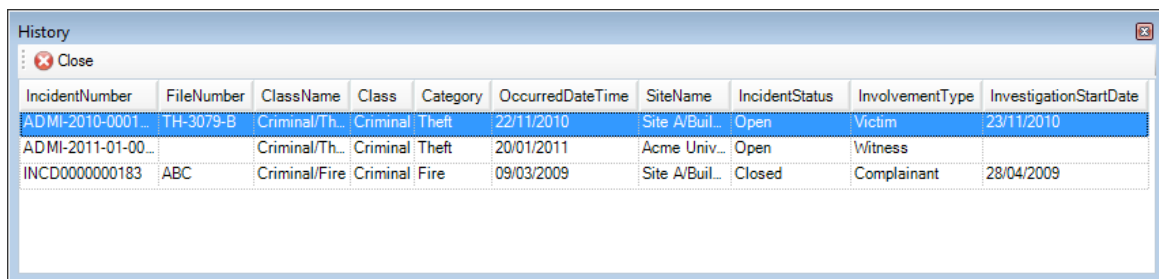 History
Close
IncidentNumber FileNumber ClassName Class Category OccurredDateTime SiteName IncidentStatus InvolvementType InvestigationStartDate
ADMI-2010-0001... TH-3079-B Criminal/Th... Criminal Theft 22/11/2010 Site A/Buil... Open Victim 23/11/2010
ADMI-2011-01-00... Criminal/Th... Criminal Theft 20/01/2011 Acme Univ... Open Witness
INCD0000000183 ABC Criminal/Fire Criminal Fire 09/03/2009 Site A/Buil... Closed Complainant 28/04/2009